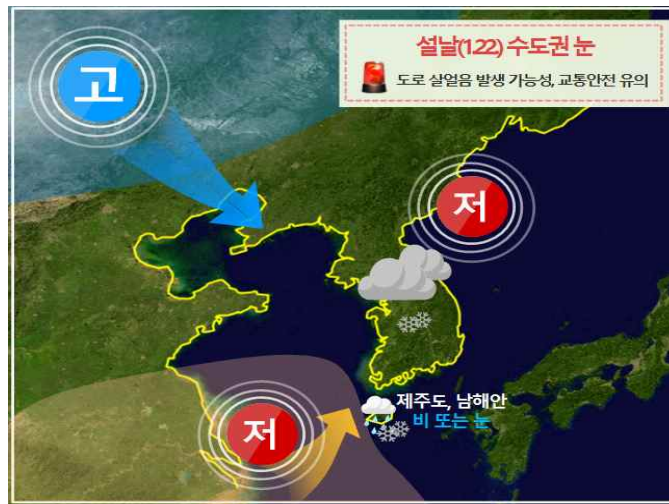 설날(1.22) 수도권 눈
도로 살얼음 발생 가능성, 교통안전 유의
고
저
저
제주도, 남해안
비 또는 눈